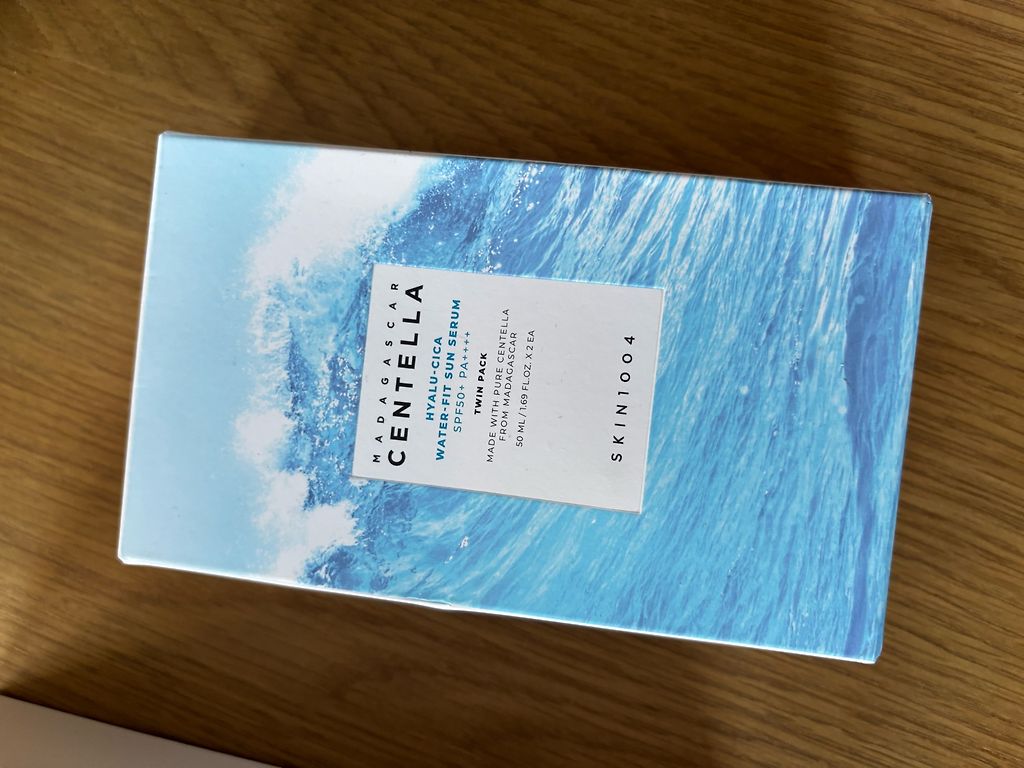 MADAGASCAR
CENTELLA
HYALU-CICA
WATER-FIT SUN SERUM
SPF50+ PA++++
TWIN PACK
MADE WITH PURE CENTELLA
FROM MADAGASCAR
50 ML / 1.69 FL.OZ. X 2 EA
SKIN1004